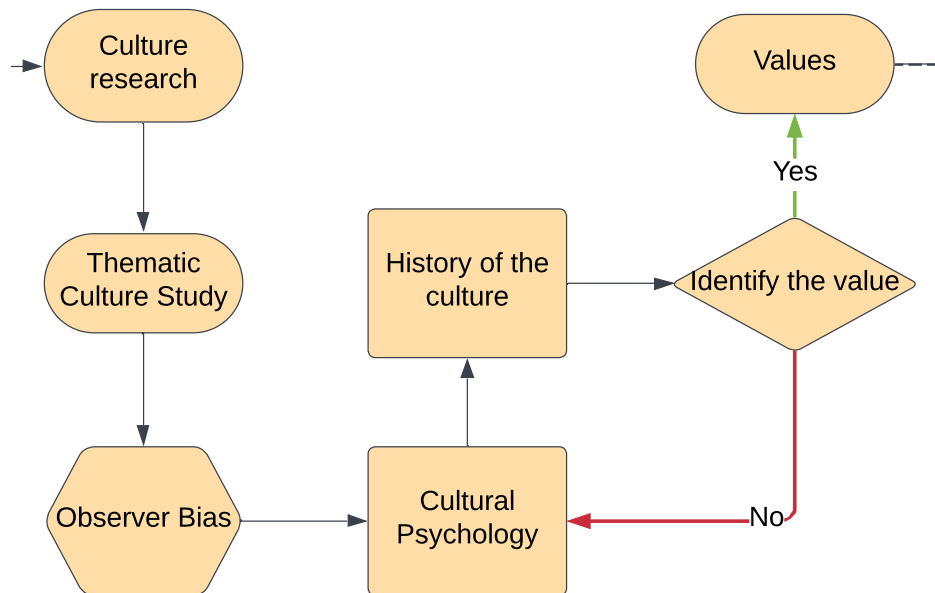 Culture
research
Thematic
Culture Study
Observer Bias
Cultural
Psychology
History of the
culture
Identify the value
Yes
Values
No